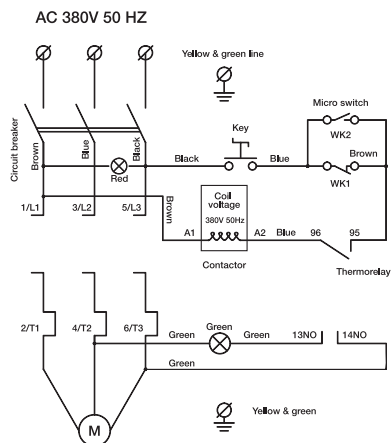 AC 380V 50 HZ
Yellow & green line
Circuit breaker
Brown
Blue
Black
Red
Black
Key
Blue
Micro switch
WK2
Brown
WK1
1/L1
3/L2
5/L3
Brown
Coil
voltage
380V 50Hz
A1
A2
Blue
96
95
Contactor
Thermorelay
2/T1
4/T2
6/T3
Green
Green
Green
13NO
14NO
Green
M
Yellow & green